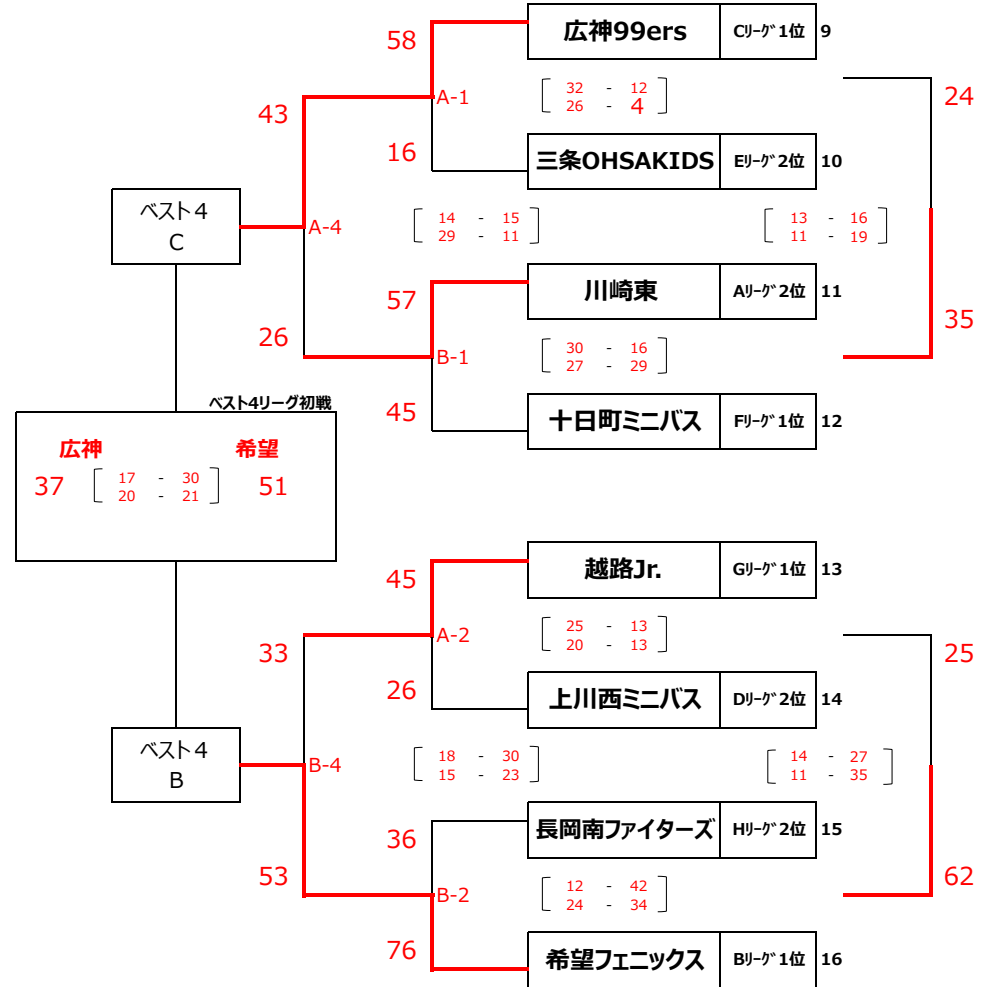 58 広神99ers Cﾘｰｸﾞ1位 9
A-1 32 - 12 24
43 26 - 4
16 三条OHSAKIDS Eﾘｰｸﾞ2位 10
ベスト4
C
A-4 14 - 15 13 - 16
29 - 11 11 - 19
57 川崎東 Aﾘｰｸﾞ2位 11
26 35
B-1 30 - 16
27 - 29
ベスト4リーグ初戦
45 十日町ミニバス Fﾘｰｸﾞ1位 12
広神 希望
37 17 - 30 51
20 - 21
45 越路Jr. Gﾘｰｸﾞ1位 13
A-2 25 - 13
20 - 13
33 25
26 上川西ミニバス Dﾘｰｸﾞ2位 14
ベスト4
B
B-4 18 - 30 14 - 27
15 - 23 11 - 35
36 長岡南ファイターズ Hﾘｰｸﾞ2位 15
53 62
B-2 12 - 42
24 - 34
76 希望フェニックス Bﾘｰｸﾞ1位 16